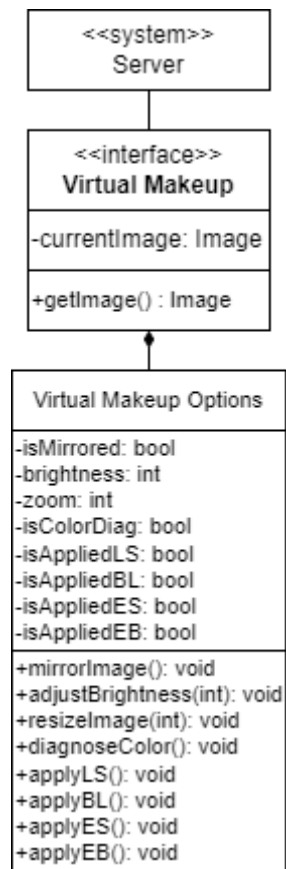 <<system>>
Server
<<interface>>
Virtual Makeup
-currentImage: Image
+getImage() : Image
Virtual Makeup Options
-isMirrored: bool
-brightness: int
-zoom: int
-isColorDiag: bool
-isAppliedLS: bool
-isAppliedBL: bool
-isAppliedES: bool
-isAppliedEB: bool
+mirrorImage(): void
+adjustBrightness(int): void
+resizeImage(int): void
+diagnoseColor(): void
+applyLS(): void
+applyBL(): void
+applyES(): void
+applyEB(): void